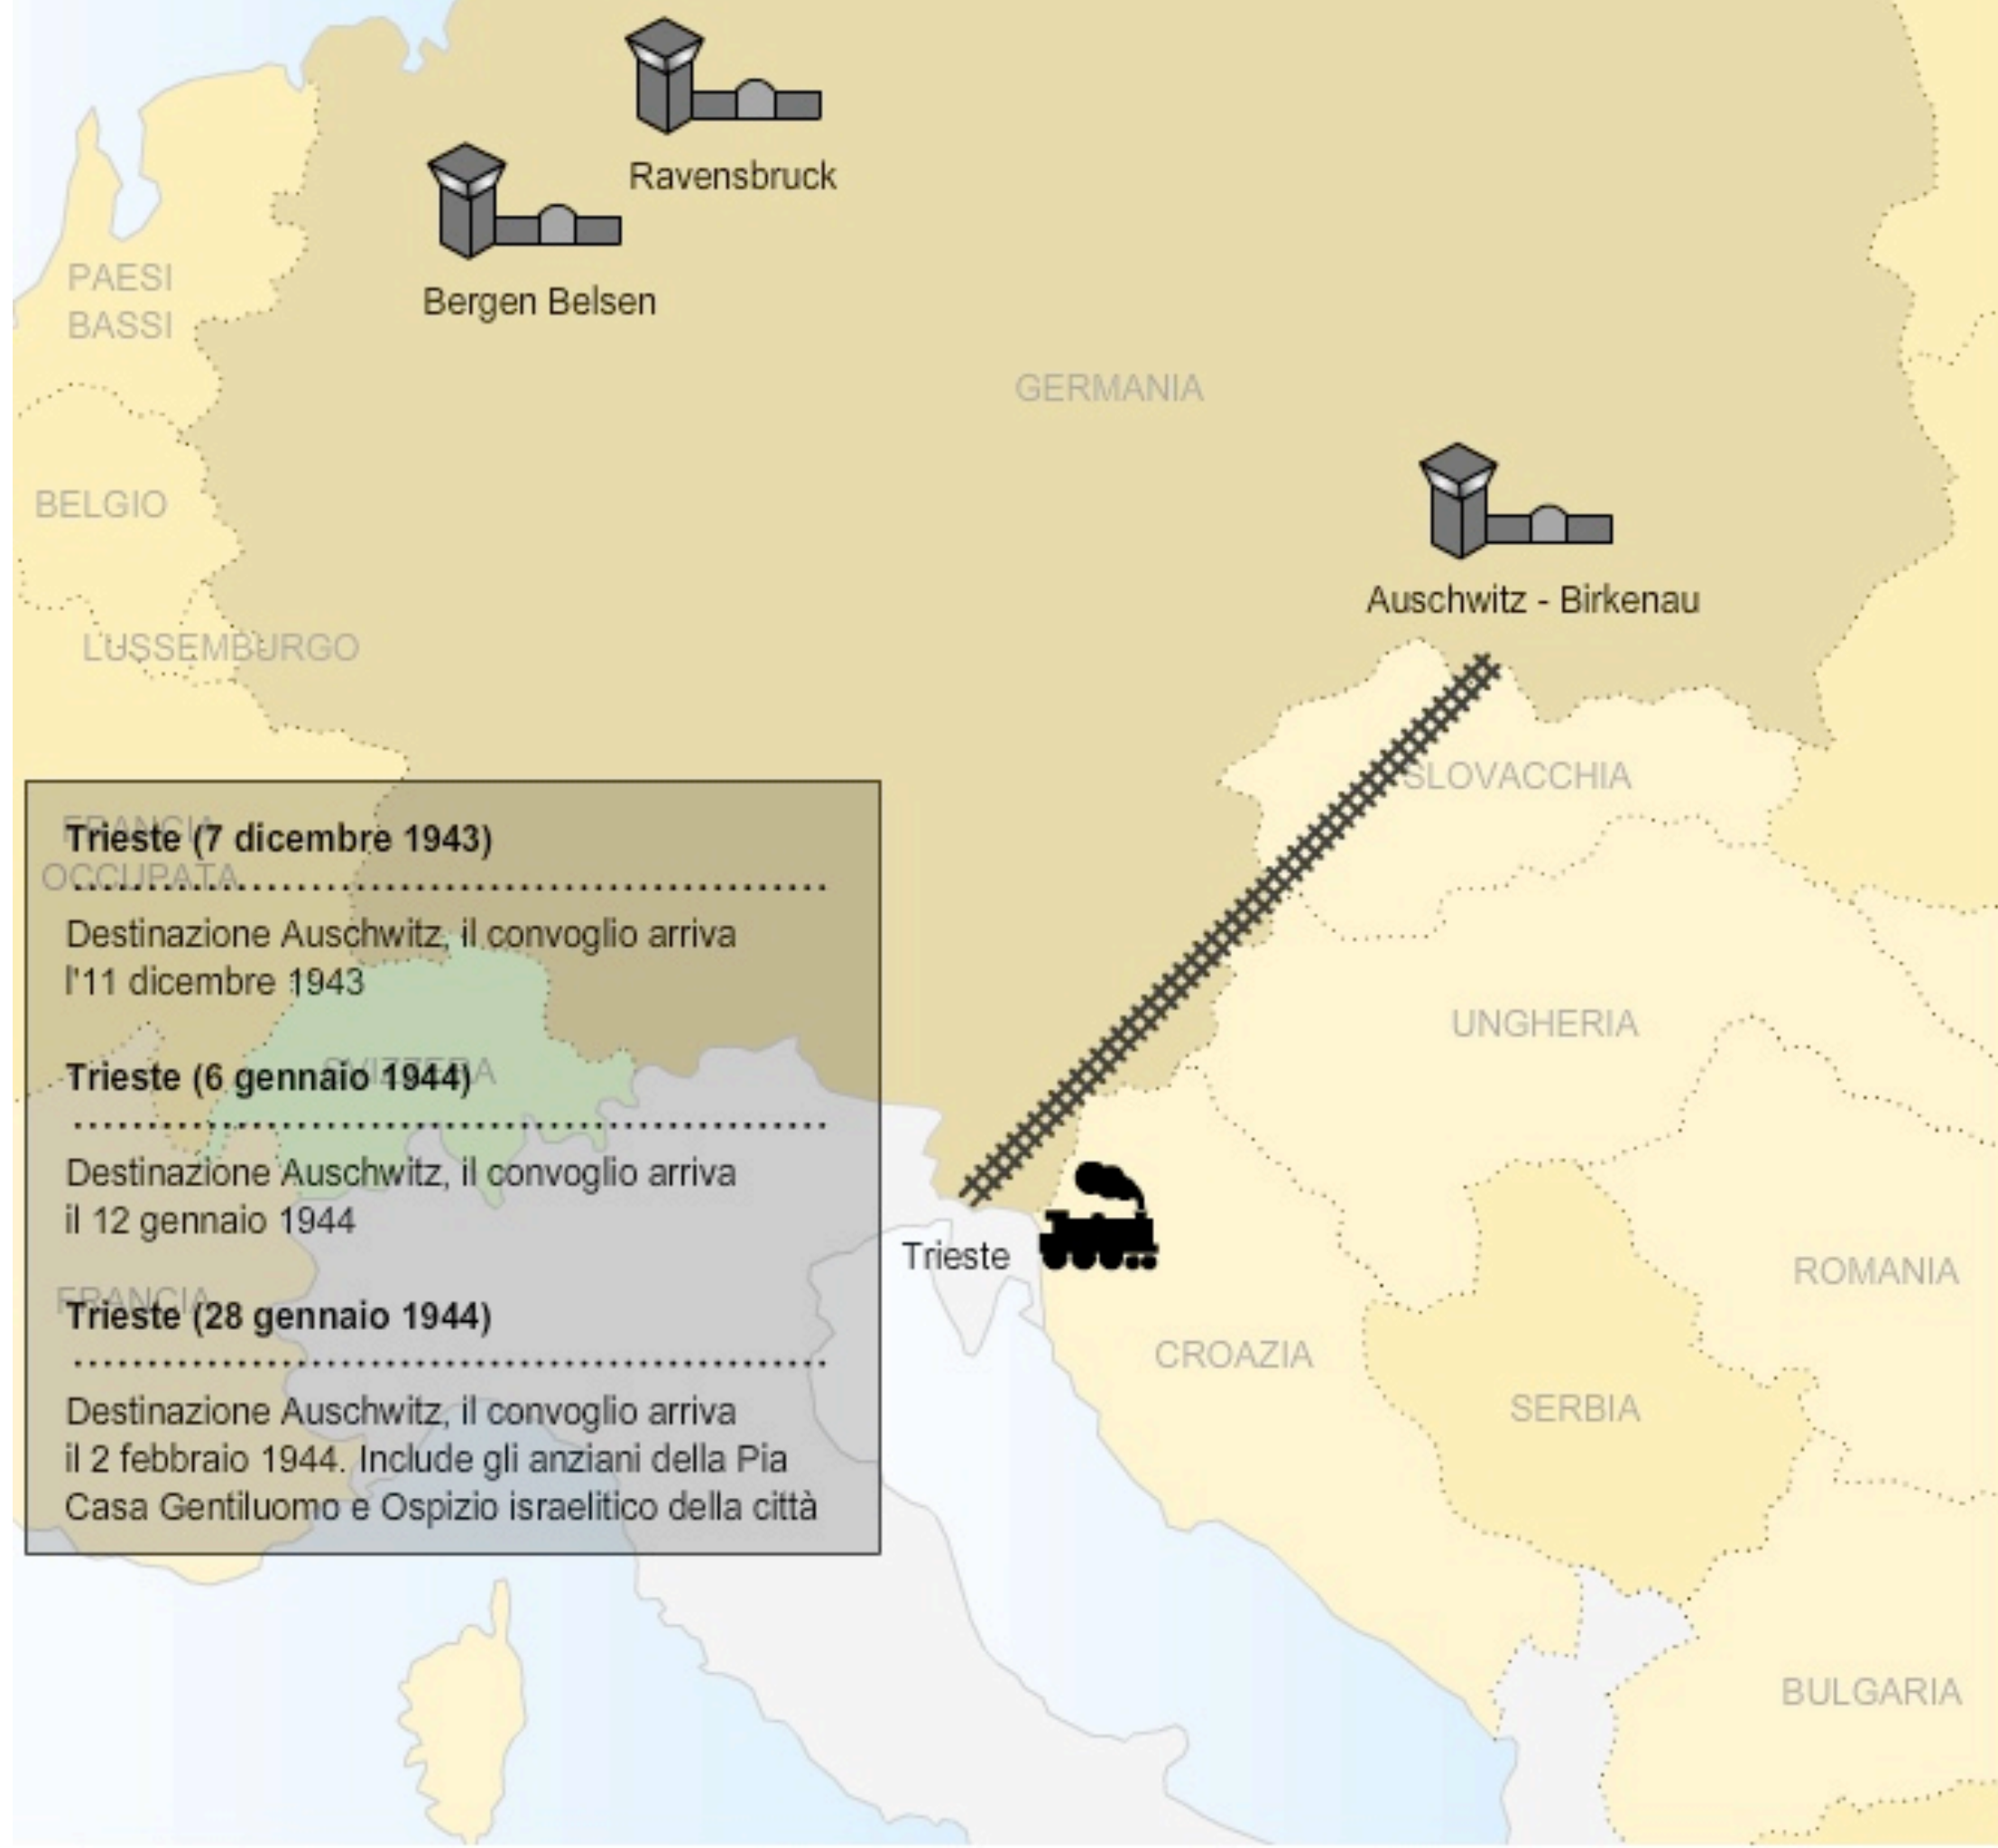 Ravensbruck
Bergen Belsen
PAESI
BASSI
GERMANIA
BELGIO
Auschwitz - Birkenau
LUSSEMBURGO
SLOVACCHIA
FRANCIA
OCCUPATA
Trieste (7 dicembre 1943)
Destinazione Auschwitz, il convoglio arriva
l'11 dicembre 1943
UNGHERIA
SVIZZERA
Trieste (6 gennaio 1944)
Destinazione Auschwitz, il convoglio arriva
il 12 gennaio 1944
Trieste
ROMANIA
FRANCIA
Trieste (28 gennaio 1944)
CROAZIA
SERBIA
Destinazione Auschwitz, il convoglio arriva
il 2 febbraio 1944. Include gli anziani della Pia
Casa Gentiluomo e Ospizio israelitico della città
BULGARIA